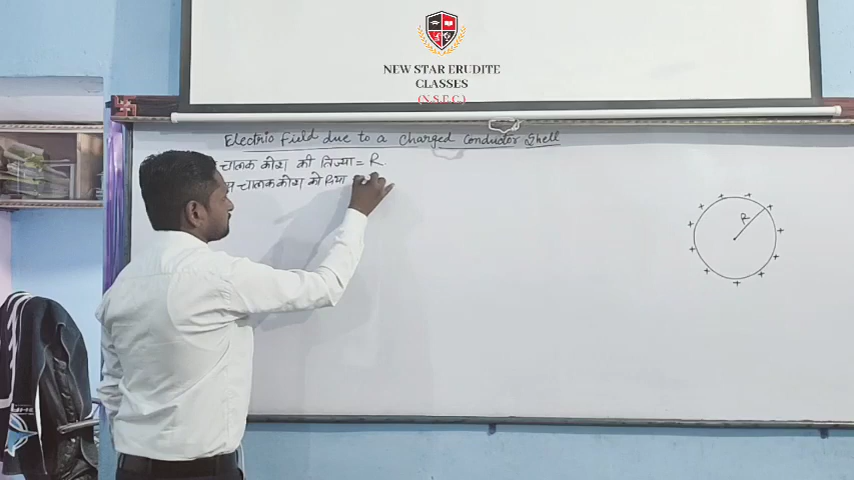 NEW STAR ERUDITE
CLASSES
(N.S.E.C.)
Electric Field due to a Charged Conductor Shell
चालक कोश की त्रिज्या = R
चालक कोश को दिया
R